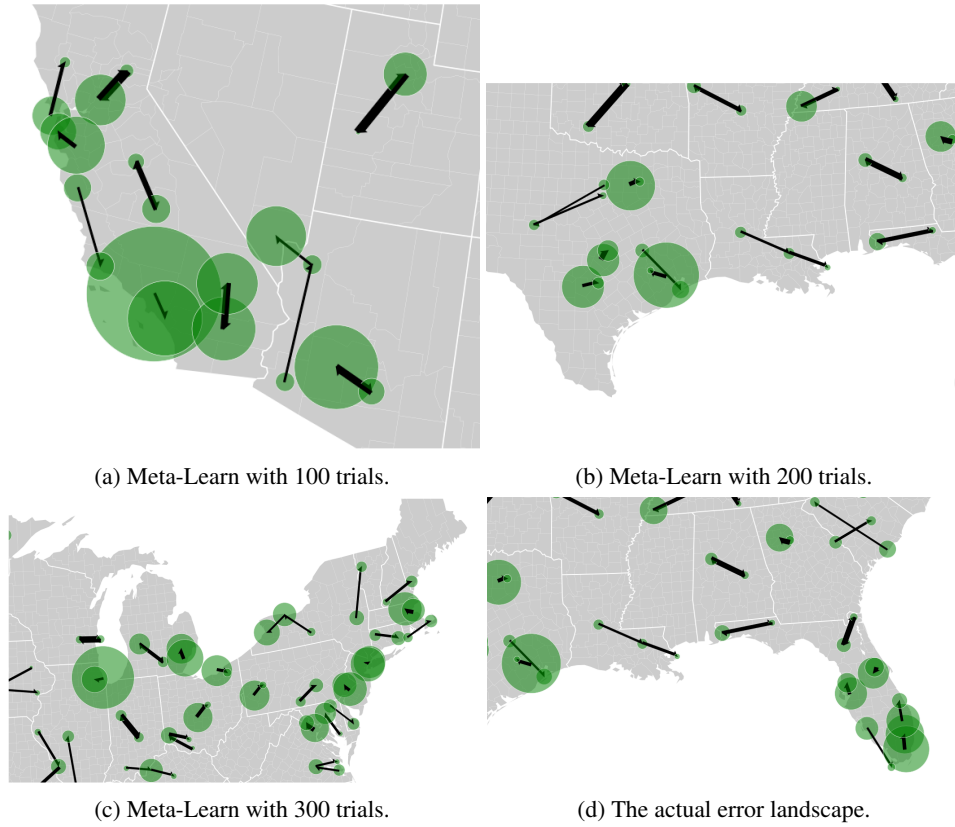 (a) Meta-Learn with 100 trials.
(b) Meta-Learn with 200 trials.
(c) Meta-Learn with 300 trials.
(d) The actual error landscape.